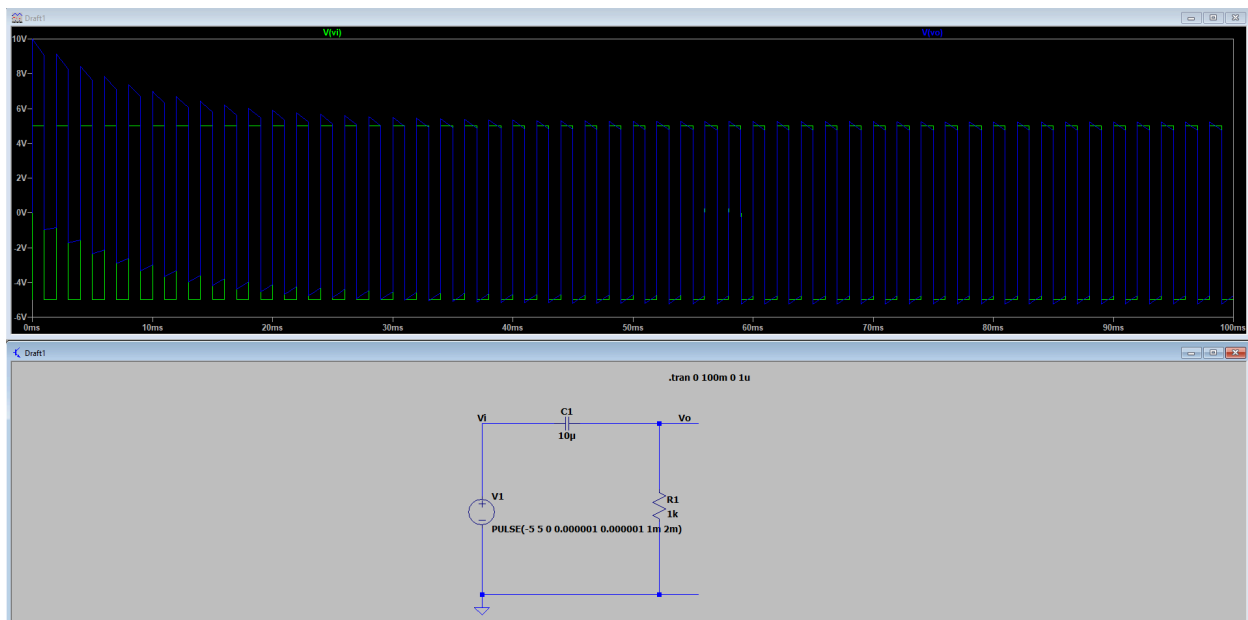 Draft1
V(vi) V(vo)
10V
8V
6V
4V
2V
0V
-2V
-4V
-6V
0ms 10ms 20ms 30ms 40ms 50ms 60ms 70ms 80ms 90ms 100ms
Draft1
.tran 0 100m 0 1u
Vi C1 Vo
10µ
V1 R1
1k
PULSE(-5 5 0 0.000001 0.000001 1m 2m)